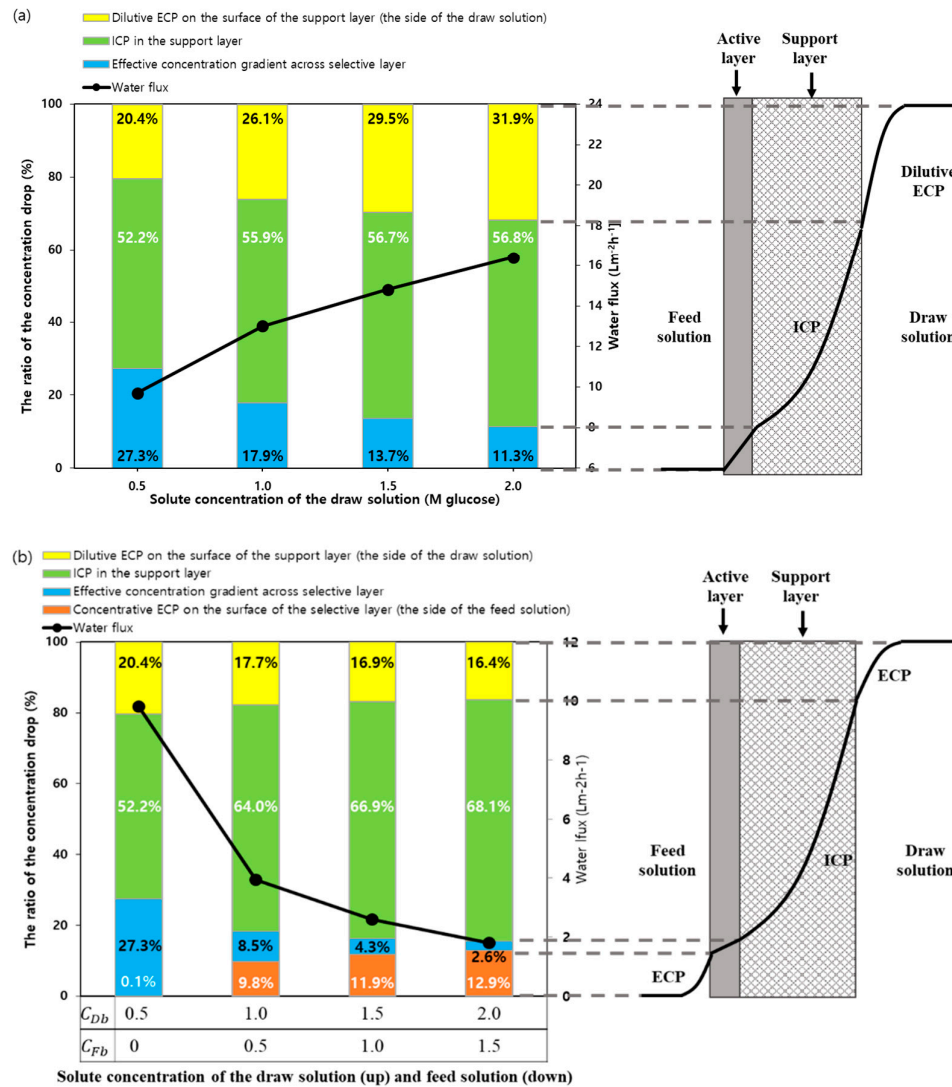 (a)
Dilutive ECP on the surface of the support layer (the side of the draw solution)
ICP in the support layer
Effective concentration gradient across selective layer
Water flux
Active layer
Support layer
The ratio of the concentration drop (%)
100
80
60
40
20
0
20.4%
26.1%
29.5%
31.9%
52.2%
55.9%
56.7%
56.8%
27.3%
17.9%
13.7%
11.3%
24
22
20
18
16
14
12
10
8
6
Water flux (Lm⁻²h⁻¹]
0.5
1.0
1.5
2.0
Solute concentration of the draw solution (M glucose)
Dilutive ECP
Feed solution
ICP
Draw solution
(b)
Dilutive ECP on the surface of the support layer (the side of the draw solution)
ICP in the support layer
Effective concentration gradient across selective layer
Concentrative ECP on the surface of the selective layer (the side of the feed solution)
Water flux
Active layer
Support layer
The ratio of the concentration drop (%)
100
80
60
40
20
0
20.4%
17.7%
16.9%
16.4%
52.2%
64.0%
66.9%
68.1%
27.3%
8.5%
4.3%
2.6%
0.1%
9.8%
11.9%
12.9%
12
10
8
6
4
2
0
Water lfux (Lm-2h-1)
ECP
Feed solution
ICP
Draw solution
ECP
C_Db 0.5 1.0 1.5 2.0
C_Fb 0 0.5 1.0 1.5
Solute concentration of the draw solution (up) and feed solution (down)